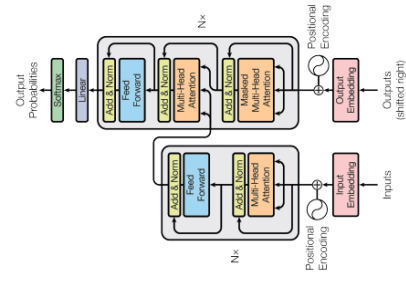 Output
Probabilities
Softmax
Linear
Add & Norm
Feed
Forward
Add & Norm
Multi-Head
Attention
Add & Norm
Masked
Multi-Head
Attention
N×
Add & Norm
Feed
Forward
Add & Norm
Multi-Head
Attention
N×
Positional
Encoding
Positional
Encoding
Input
Embedding
Output
Embedding
Inputs
Outputs
(shifted right)